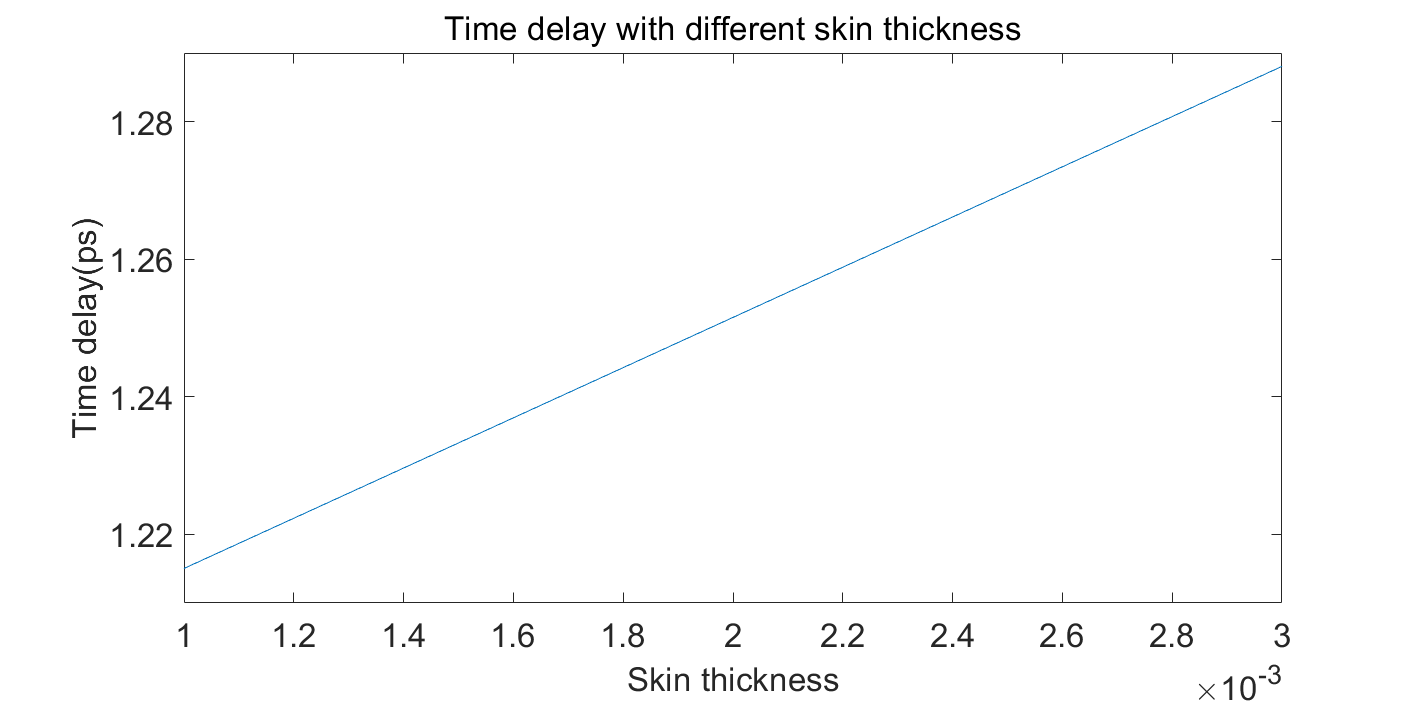 Time delay with different skin thickness
1.28
1.26
1.24
1.22
Time delay(ps)
1 1.2 1.4 1.6 1.8 2 2.2 2.4 2.6 2.8 3
Skin thickness
×10⁻³